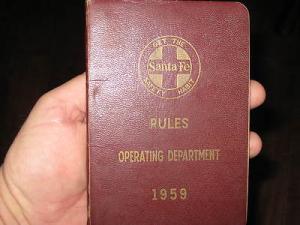 GET THE
Santa Fe
SAFETY HABIT
RULES
OPERATING DEPARTMENT
1959